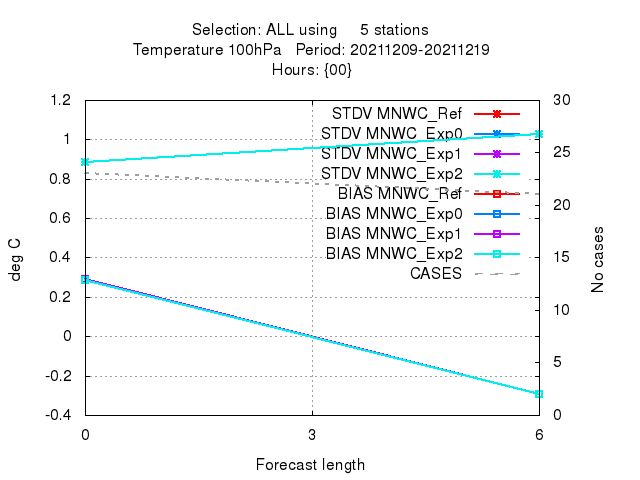 Selection: ALL using     5 stations
Temperature 100hPa   Period: 20211209-20211219
Hours: {00}
1.2
1
0.8
0.6
0.4
0.2
0
-0.2
-0.4
deg C
STDV MNWC_Ref
STDV MNWC_Exp0
STDV MNWC_Exp1
STDV MNWC_Exp2
BIAS MNWC_Ref
BIAS MNWC_Exp0
BIAS MNWC_Exp1
BIAS MNWC_Exp2
CASES
30
25
20
15
10
5
0
No cases
0 3 6
Forecast length